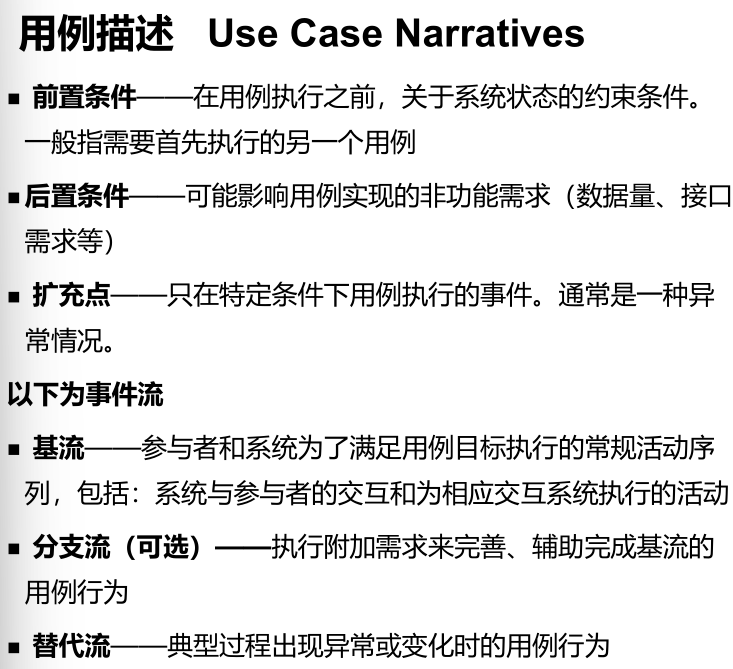 用例描述 Use Case Narratives
▪ 前置条件——在用例执行之前，关于系统状态的约束条件。
一般指需要首先执行的另一个用例
▪后置条件——可能影响用例实现的非功能需求（数据量、接口
需求等）
▪ 扩充点——只在特定条件下用例执行的事件。通常是一种异
常情况。
以下为事件流
▪ 基流——参与者和系统为了满足用例目标执行的常规活动序
列，包括：系统与参与者的交互和为相应交互系统执行的活动
▪ 分支流（可选）——执行附加需求来完善、辅助完成基流的
用例行为
▪ 替代流——典型过程出现异常或变化时的用例行为